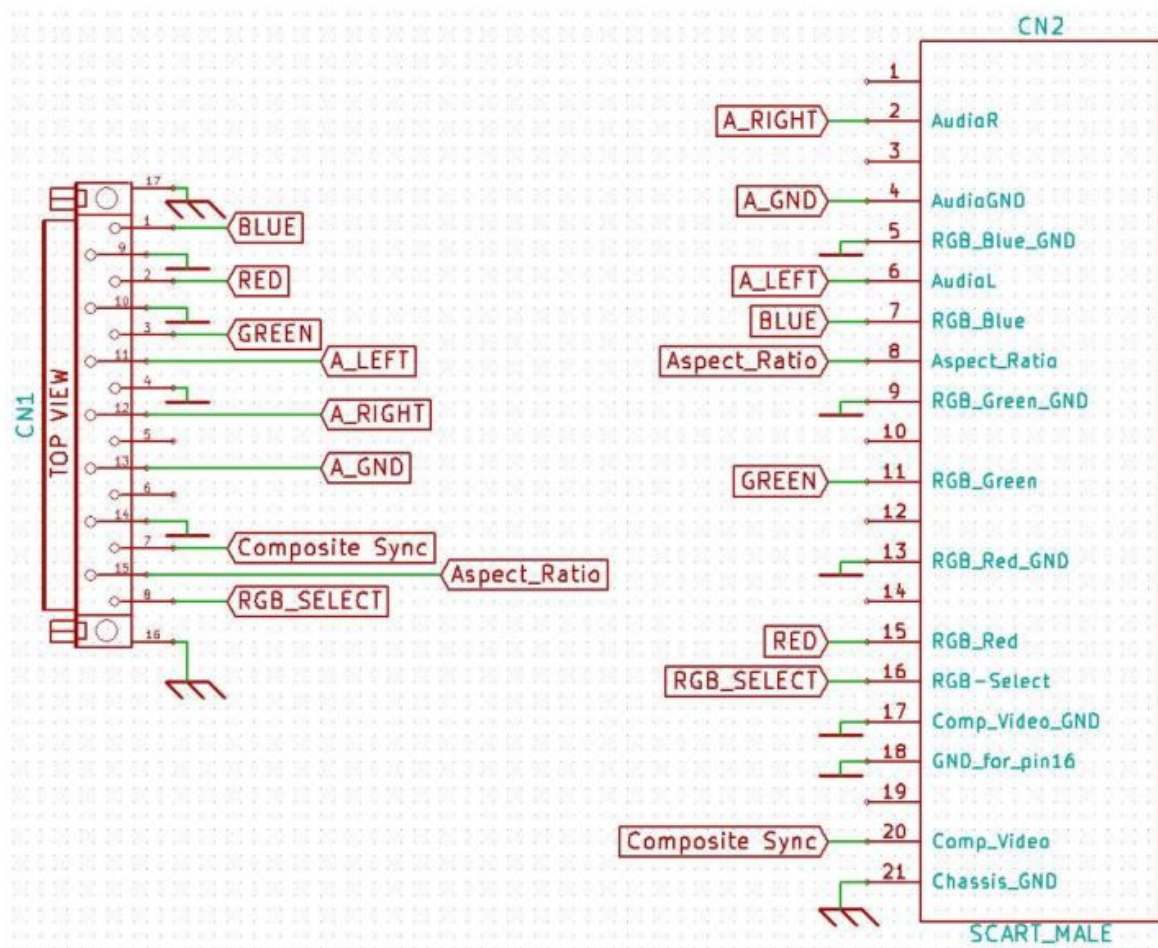 CN1
TOP VIEW
17
1 BLUE
9
2 RED
10
3 GREEN
11 A_LEFT
4
12 A_RIGHT
5
13 A_GND
6
14
7 Composite Sync
15 Aspect_Ratio
8 RGB_SELECT
16
CN2
1
A_RIGHT 2 AudioR
3
A_GND 4 AudioGND
5 RGB_Blue_GND
A_LEFT 6 AudioL
BLUE 7 RGB_Blue
Aspect_Ratio 8 Aspect_Ratio
9 RGB_Green_GND
10
GREEN 11 RGB_Green
12
13 RGB_Red_GND
14
RED 15 RGB_Red
RGB_SELECT 16 RGB-Select
17 Comp_Video_GND
18 GND_for_pin16
19
Composite Sync 20 Comp_Video
21 Chassis_GND
SCART_MALE